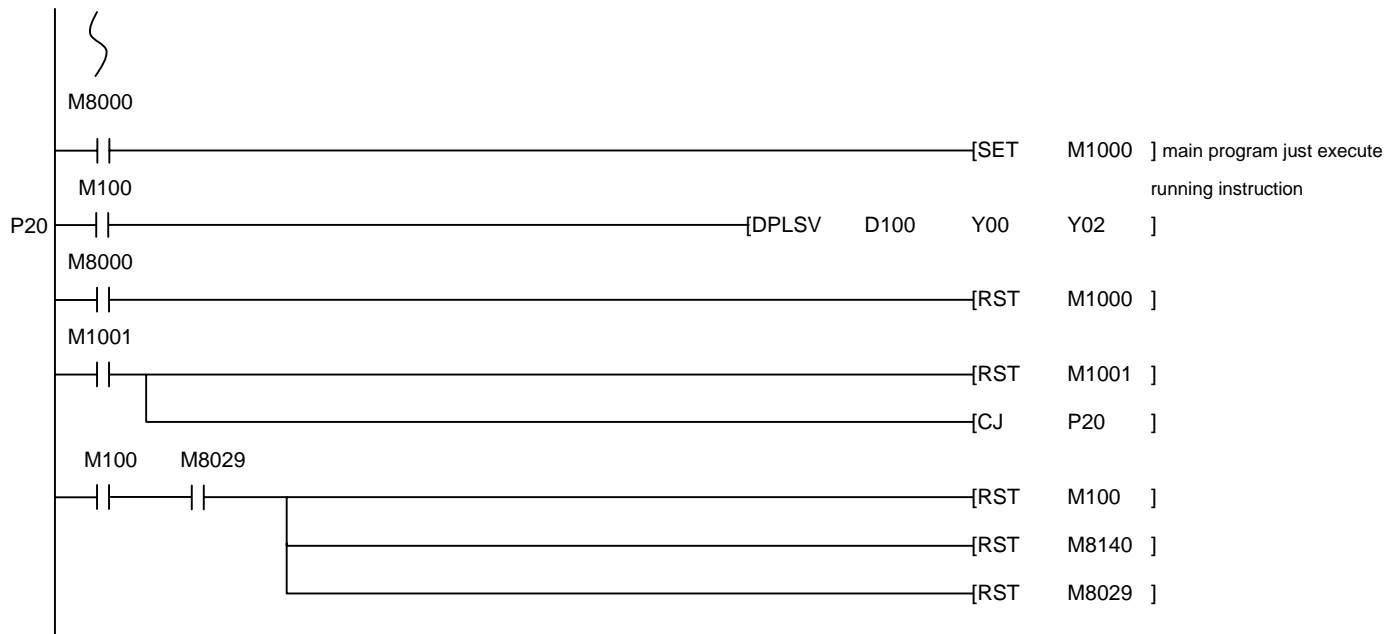 M8000
[SET M1000 ] main program just execute
running instruction
M100
P20 [DPLSV D100 Y00 Y02 ]
M8000
[RST M1000 ]
M1001
[RST M1001 ]
[CJ P20 ]
M100 M8029
[RST M100 ]
[RST M8140 ]
[RST M8029 ]